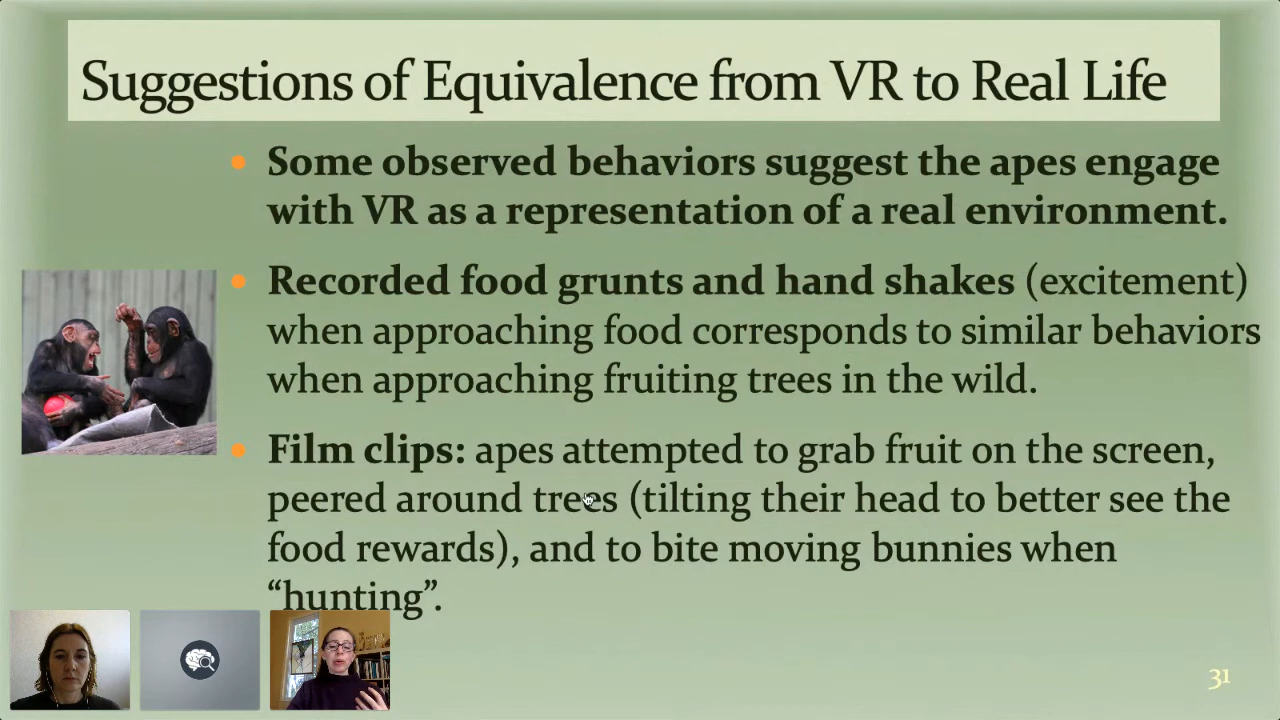 Suggestions of Equivalence from VR to Real Life
Some observed behaviors suggest the apes engage
with VR as a representation of a real environment.
Recorded food grunts and hand shakes (excitement)
when approaching food corresponds to similar behaviors
when approaching fruiting trees in the wild.
Film clips: apes attempted to grab fruit on the screen,
peered around trees (tilting their head to better see the
food rewards), and to bite moving bunnies when
“hunting”.
31